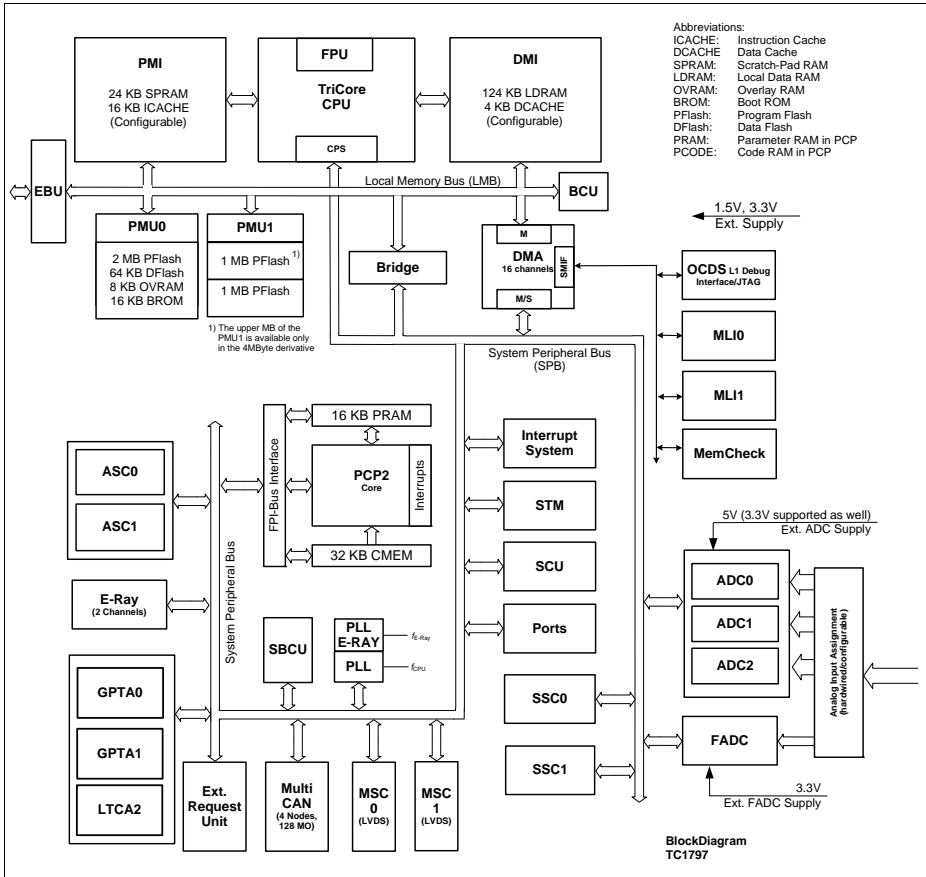 Abbreviations:
ICACHE: Instruction Cache
DCACHE Data Cache
SPRAM: Scratch-Pad RAM
LDRAM: Local Data RAM
OVRAM: Overlay RAM
BROM: Boot ROM
PFlash: Program Flash
DFlash: Data Flash
PRAM: Parameter RAM in PCP
PCODE: Code RAM in PCP
PMI
24 KB SPRAM
16 KB ICACHE
(Configurable)
FPU
TriCore
CPU
CPS
DMI
124 KB LDRAM
4 KB DCACHE
(Configurable)
EBU
Local Memory Bus (LMB)
BCU
1.5V, 3.3V
Ext. Supply
PMU0
2 MB PFlash
64 KB DFlash
8 KB OVRAM
16 KB BROM
PMU1
1 MB PFlash 1)
1 MB PFlash
1) The upper MB of the
PMU1 is available only
in the 4MByte derivative
Bridge
M
DMA
16 channels
SMIF
M/S
OCDS L1 Debug
Interface/JTAG
MLI0
MLI1
MemCheck
System Peripheral Bus
(SPB)
FPI-Bus Interface
16 KB PRAM
PCP2
Core
Interrupts
32 KB CMEM
ASC0
ASC1
E-Ray
(2 Channels)
GPTA0
GPTA1
LTCA2
System Peripheral Bus
SBCU
PLL
E-RAY
PLL
fE-Ray
fCPU
Interrupt
System
STM
SCU
Ports
SSC0
SSC1
5V (3.3V supported as well)
Ext. ADC Supply
ADC0
ADC1
ADC2
Analog Input Assignment
(hardwired/configurable)
FADC
3.3V
Ext. FADC Supply
Ext.
Request
Unit
Multi
CAN
(4 Nodes,
128 MO)
MSC
0
(LVDS)
MSC
1
(LVDS)
BlockDiagram
TC1797